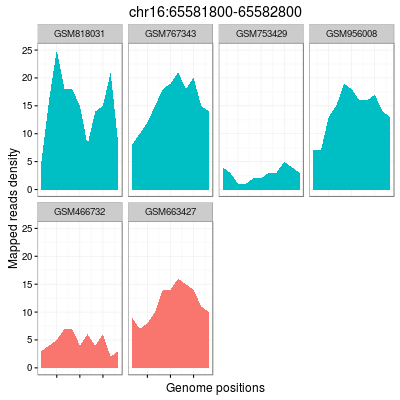 chr16:65581800-65582800
GSM818031 GSM767343 GSM753429 GSM956008
25
20
15
10
5
0
Mapped reads density
GSM466732 GSM663427
25
20
15
10
5
0
Genome positions